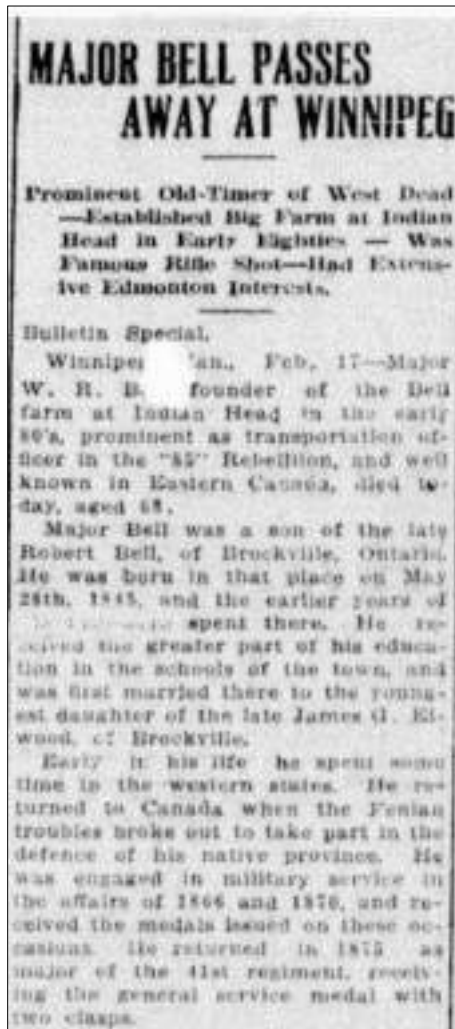 MAJOR BELL PASSES
AWAY AT WINNIPEG
Prominent Old-Timer of West Dead
—Established Big Farm at Indian
Head in Early Eighties — Was
Famous Rifle Shot—Had Extens-
ive Edmonton Interests.
Bulletin Special.
Winnipeg, an., Feb. 17—Major
W. R. B founder of the Bell
farm at Indian Head in the early
80's, prominent as transportation of-
ficer in the "85" Rebellion, and well
known in Eastern Canada, died to-
day, aged 68.
Major Bell was a son of the late
Robert Bell, of Brockville, Ontario.
He was born in that place on May
28th, 1845, and the earlier years of
spent there. He re-
ceived the greater part of his educa-
tion in the schools of the town, and
was first married there to the young-
est daughter of the late James G. El-
wood, of Brockville.
Early in his life he spent some
time in the western states. He re-
turned to Canada when the Fenian
troubles broke out to take part in the
defence of his native province. He
was engaged in military service in
the affairs of 1866 and 1870, and re-
ceived the medals issued on these oc-
casions. He returned in 1875 as
major of the 41st regiment, receiv-
ing the general service medal with
two clasps.